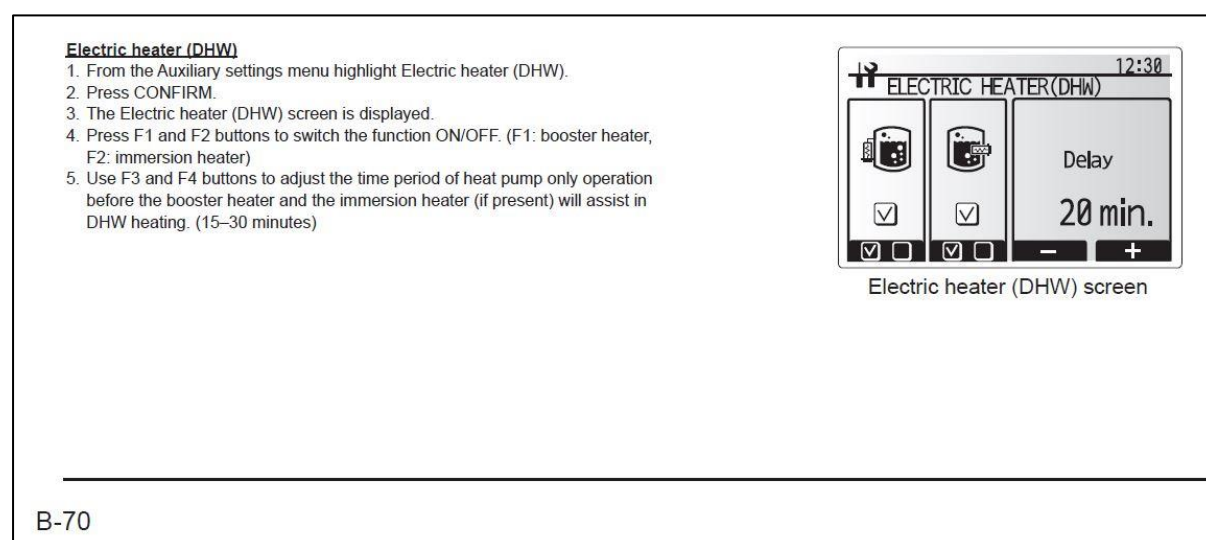 Electric heater (DHW)
1. From the Auxiliary settings menu highlight Electric heater (DHW).
2. Press CONFIRM.
3. The Electric heater (DHW) screen is displayed.
4. Press F1 and F2 buttons to switch the function ON/OFF. (F1: booster heater,
F2: immersion heater)
5. Use F3 and F4 buttons to adjust the time period of heat pump only operation
before the booster heater and the immersion heater (if present) will assist in
DHW heating. (15–30 minutes)
12:30
ELECTRIC HEATER(DHW)
Delay
20 min.
− +
Electric heater (DHW) screen
B-70